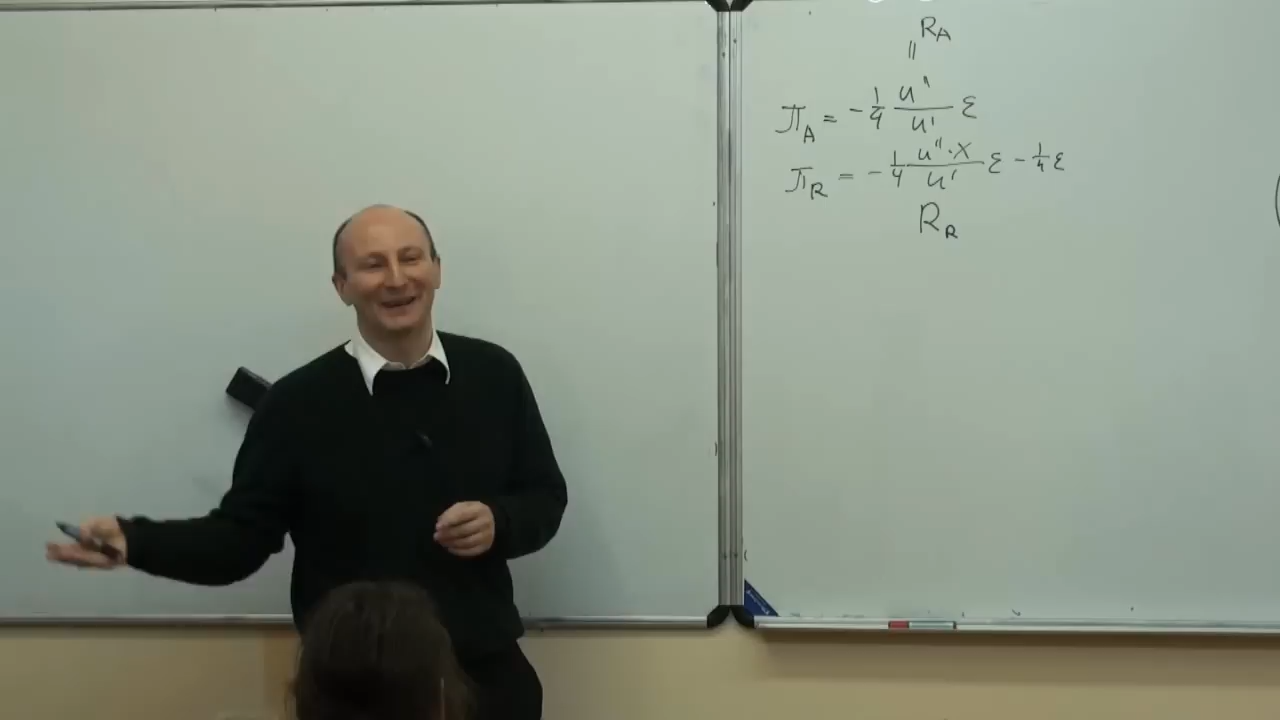 R_A
||
π_A = -1/4 u''/u' ε
π_R = -1/4 u''·x/u' ε - 1/4 ε
R_R